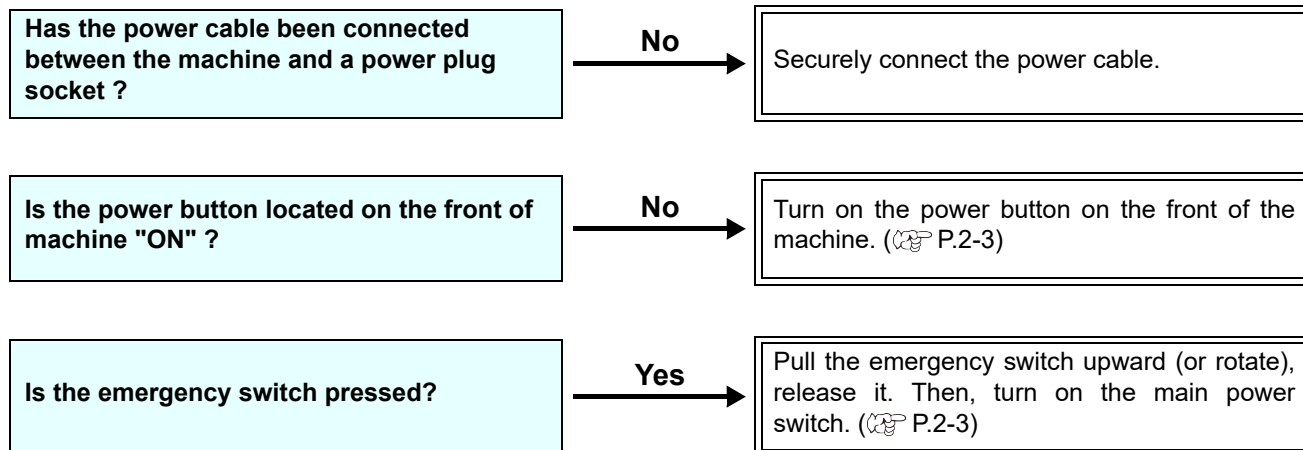 Has the power cable been connected
between the machine and a power plug
socket ?
No
Securely connect the power cable.
Is the power button located on the front of
machine "ON" ?
No
Turn on the power button on the front of the
machine. ( P.2-3)
Is the emergency switch pressed?
Yes
Pull the emergency switch upward (or rotate),
release it. Then, turn on the main power
switch. ( P.2-3)